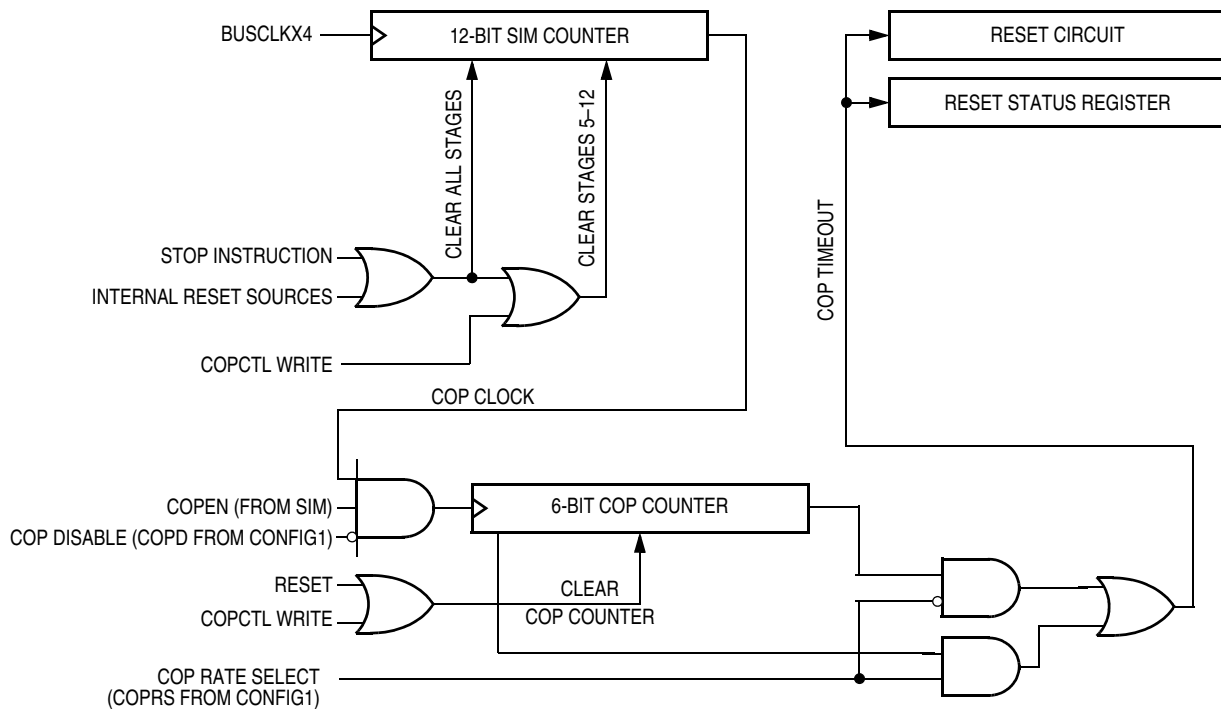 BUSCLKX4
12-BIT SIM COUNTER
RESET CIRCUIT
RESET STATUS REGISTER
CLEAR ALL STAGES
CLEAR STAGES 5–12
COP TIMEOUT
STOP INSTRUCTION
INTERNAL RESET SOURCES
COPCTL WRITE
COP CLOCK
COPEN (FROM SIM)
6-BIT COP COUNTER
COP DISABLE (COPD FROM CONFIG1)
RESET
CLEAR
COPCTL WRITE
COP COUNTER
COP RATE SELECT
(COPRS FROM CONFIG1)